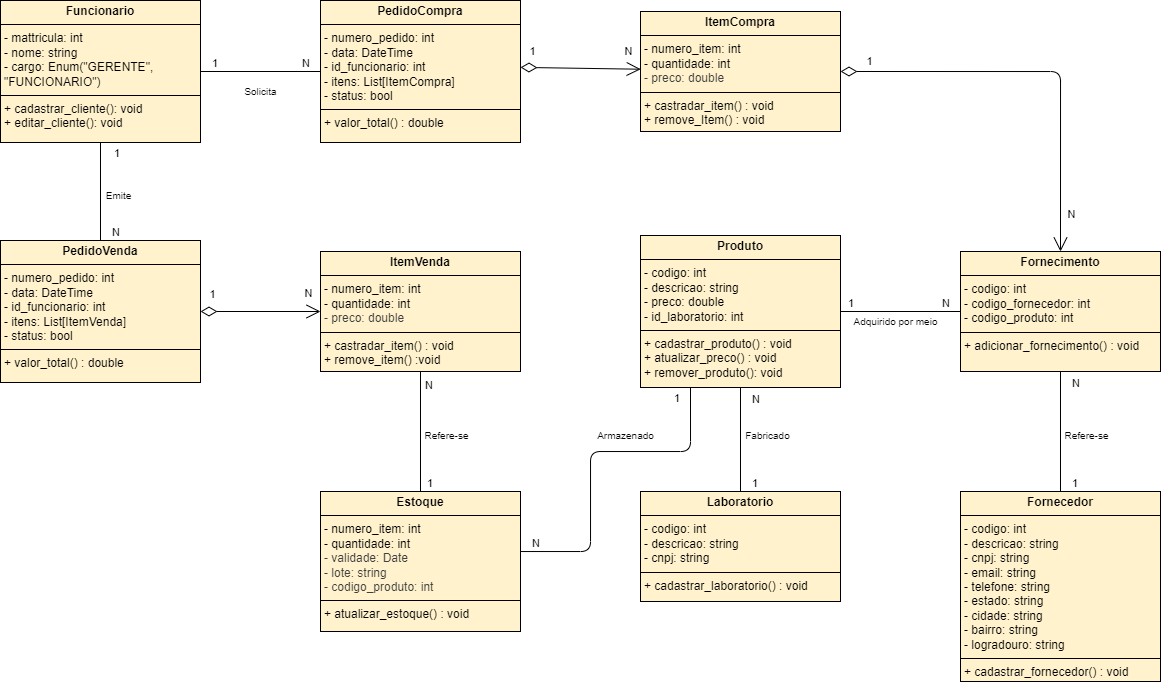 Funcionario
- mattricula: int
- nome: string
- cargo: Enum("GERENTE",
"FUNCIONARIO")
+ cadastrar_cliente(): void
+ editar_cliente(): void
1
N
Solicita
PedidoCompra
- numero_pedido: int
- data: DateTime
- id_funcionario: int
- itens: List[ItemCompra]
- status: bool
+ valor_total() : double
1
N
ItemCompra
- numero_item: int
- quantidade: int
- preco: double
+ castradar_item() : void
+ remove_Item() : void
1
N
1
Emite
N
PedidoVenda
- numero_pedido: int
- data: DateTime
- id_funcionario: int
- itens: List[ItemVenda]
- status: bool
+ valor_total() : double
1
N
ItemVenda
- numero_item: int
- quantidade: int
- preco: double
+ castradar_item() : void
+ remove_item() :void
Produto
- codigo: int
- descricao: string
- preco: double
- id_laboratorio: int
+ cadastrar_produto() : void
+ atualizar_preco() : void
+ remover_produto(): void
1
N
Adquirido por meio
Fornecimento
- codigo: int
- codigo_fornecedor: int
- codigo_produto: int
+ adicionar_fornecimento() : void
N
Refere-se
1
1
Armazenado
N
N
Fabricado
1
N
Refere-se
1
Estoque
- numero_item: int
- quantidade: int
- validade: Date
- lote: string
- codigo_produto: int
+ atualizar_estoque() : void
Laboratorio
- codigo: int
- descricao: string
- cnpj: string
+ cadastrar_laboratorio() : void
Fornecedor
- codigo: int
- descricao: string
- cnpj: string
- email: string
- telefone: string
- estado: string
- cidade: string
- bairro: string
- logradouro: string
+ cadastrar_fornecedor() : void